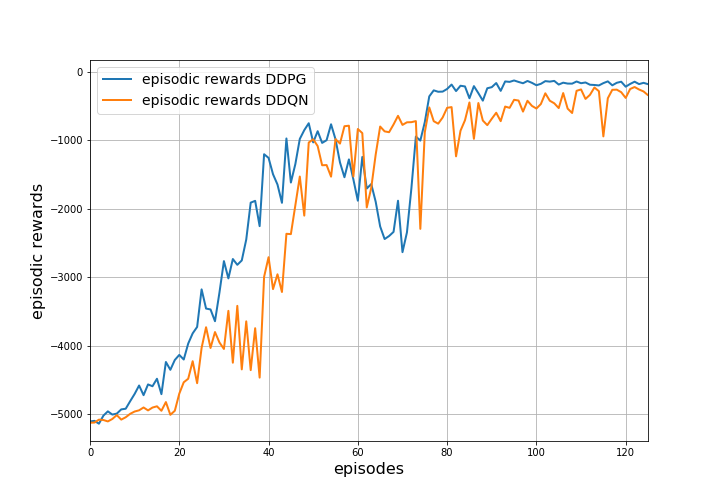 episodic rewards DDPG
episodic rewards DDQN
0
−1000
−2000
−3000
−4000
−5000
episodic rewards
0 20 40 60 80 100 120
episodes